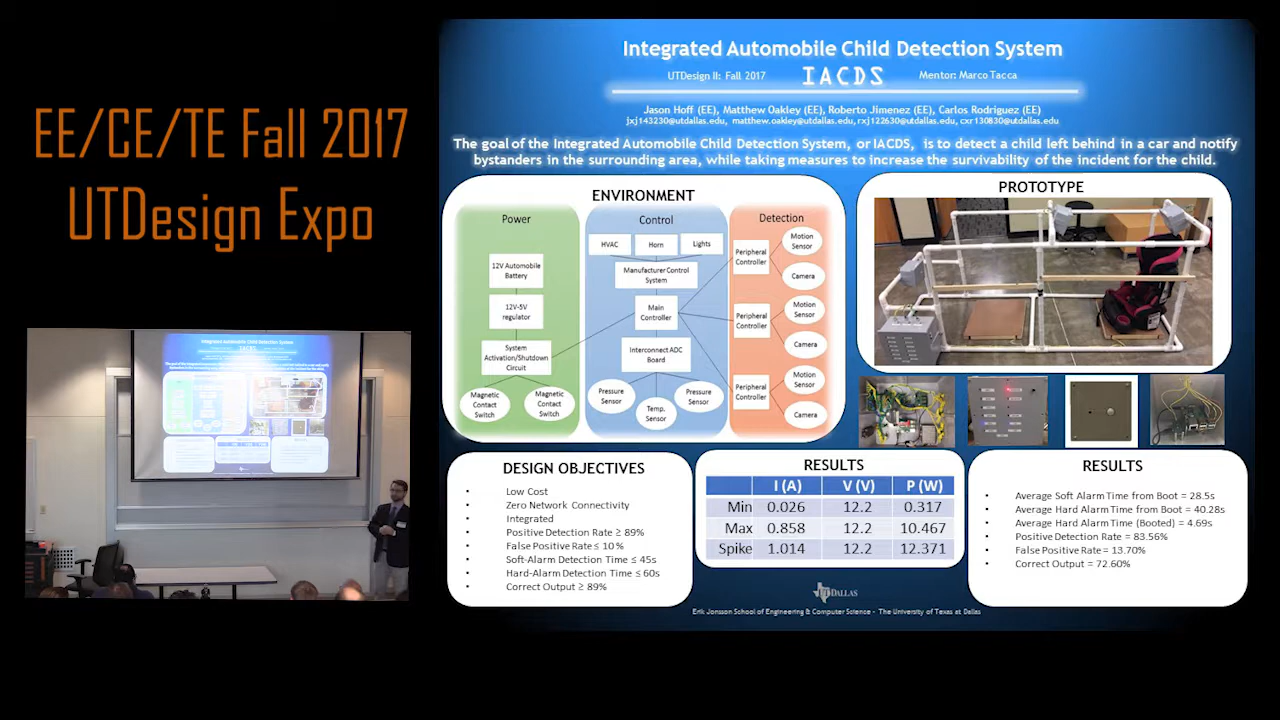 EE/CE/TE Fall 2017
UTDesign Expo
Integrated Automobile Child Detection System
UTDesign II: Fall 2017
IACDS
Mentor: Marco Tacca
Jason Hoff (EE), Matthew Oakley (EE), Roberto Jimenez (EE), Carlos Rodriguez (EE)
jxj143230@utdallas.edu, matthew.oakley@utdallas.edu, rxj122630@utdallas.edu, cxr130830@utdallas.edu
The goal of the Integrated Automobile Child Detection System, or IACDS, is to detect a child left behind in a car and notify
bystanders in the surrounding area, while taking measures to increase the survivability of the incident for the child.
ENVIRONMENT
Power
12V Automobile
Battery
12V-5V
regulator
System
Activation/Shutdown
Circuit
Magnetic
Contact
Switch
Magnetic
Contact
Switch
Control
HVAC
Horn
Lights
Manufacturer Control
System
Main
Controller
Interconnect ADC
Board
Pressure
Sensor
Temp.
Sensor
Pressure
Sensor
Detection
Peripheral
Controller
Motion
Sensor
Camera
Peripheral
Controller
Motion
Sensor
Camera
Peripheral
Controller
Motion
Sensor
Camera
PROTOTYPE
DESIGN OBJECTIVES
• Low Cost
• Zero Network Connectivity
• Integrated
• Positive Detection Rate ≥ 89%
• False Positive Rate ≤ 10 %
• Soft-Alarm Detection Time ≤ 45s
• Hard-Alarm Detection Time ≤ 60s
• Correct Output ≥ 89%
RESULTS
I (A) V (V) P (W)
Min 0.026 12.2 0.317
Max 0.858 12.2 10.467
Spike 1.014 12.2 12.371
RESULTS
• Average Soft Alarm Time from Boot = 28.5s
• Average Hard Alarm Time from Boot = 40.28s
• Average Hard Alarm Time (Booted) = 4.69s
• Positive Detection Rate = 83.56%
• False Positive Rate = 13.70%
• Correct Output = 72.60%
UT DALLAS
Erik Jonsson School of Engineering & Computer Science - The University of Texas at Dallas
Integrated Automobile Child Detection System
IACDS